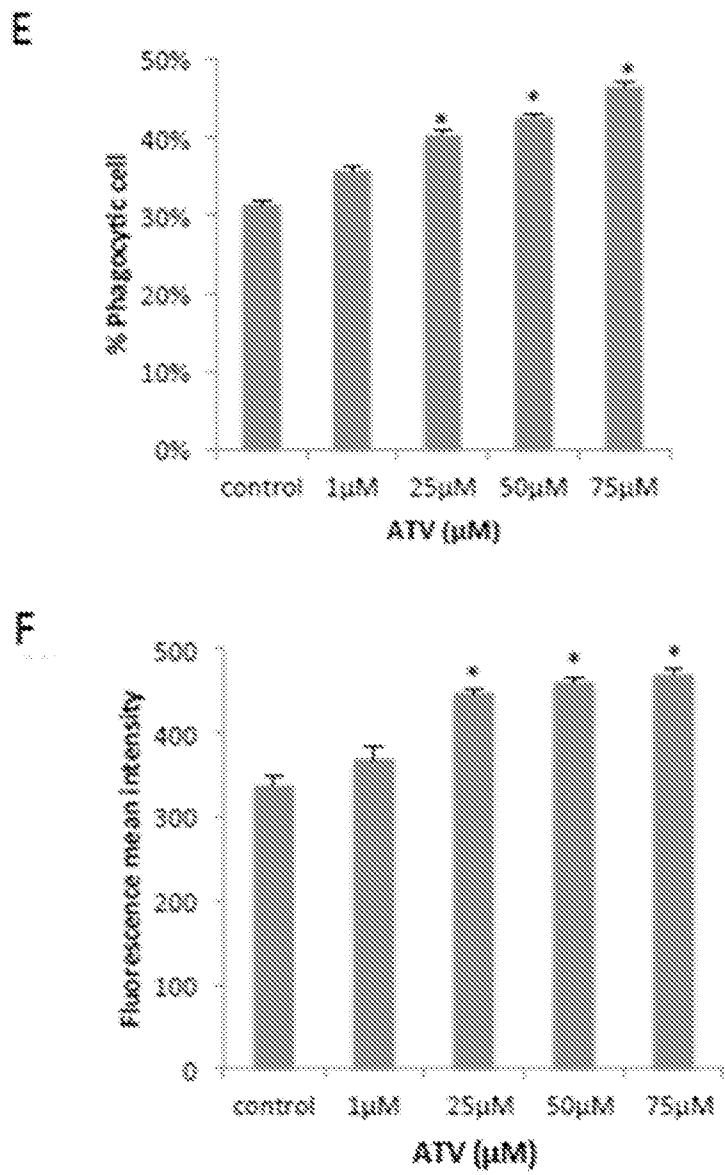 E
50%
40%
30%
20%
10%
0%
% Phagocytic cell
* * *
control 1µM 25µM 50µM 75µM
ATV (µM)
F
500
400
300
200
100
0
Fluorescence mean intensity
* * *
control 1µM 25µM 50µM 75µM
ATV (µM)